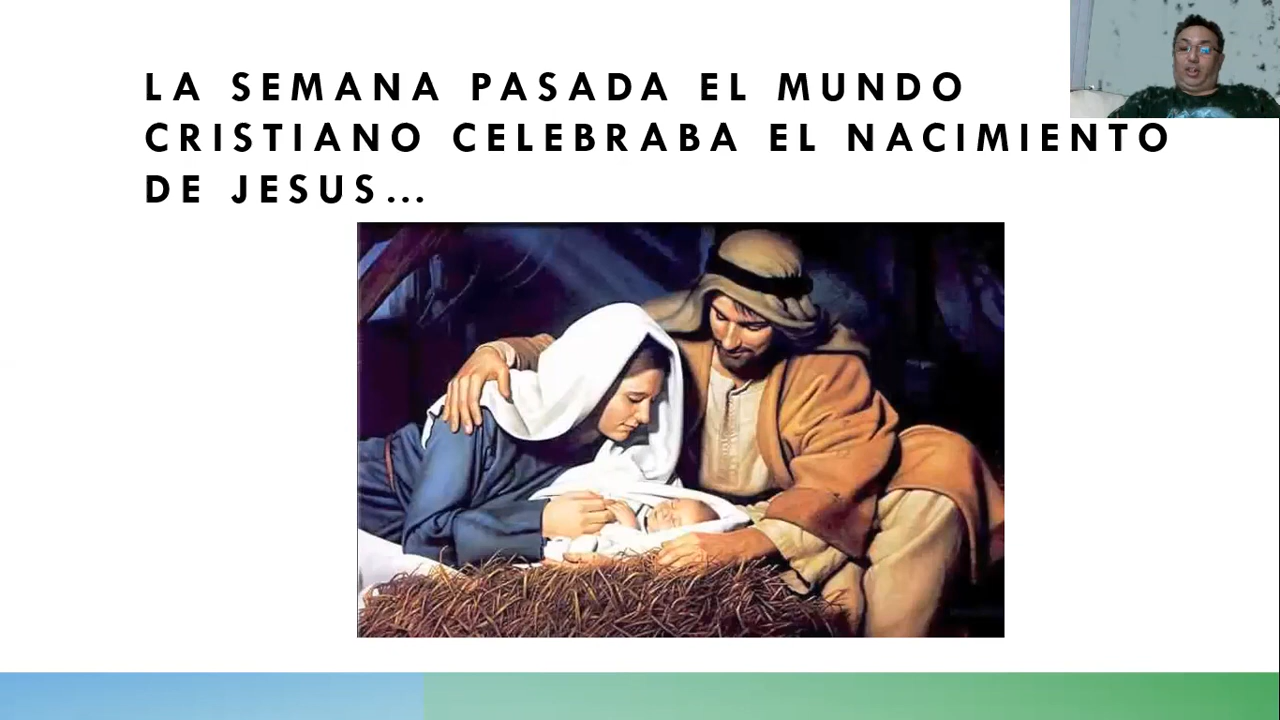 LA SEMANA PASADA EL MUNDO
CRISTIANO CELEBRABA EL NACIMIENTO
DE JESUS...